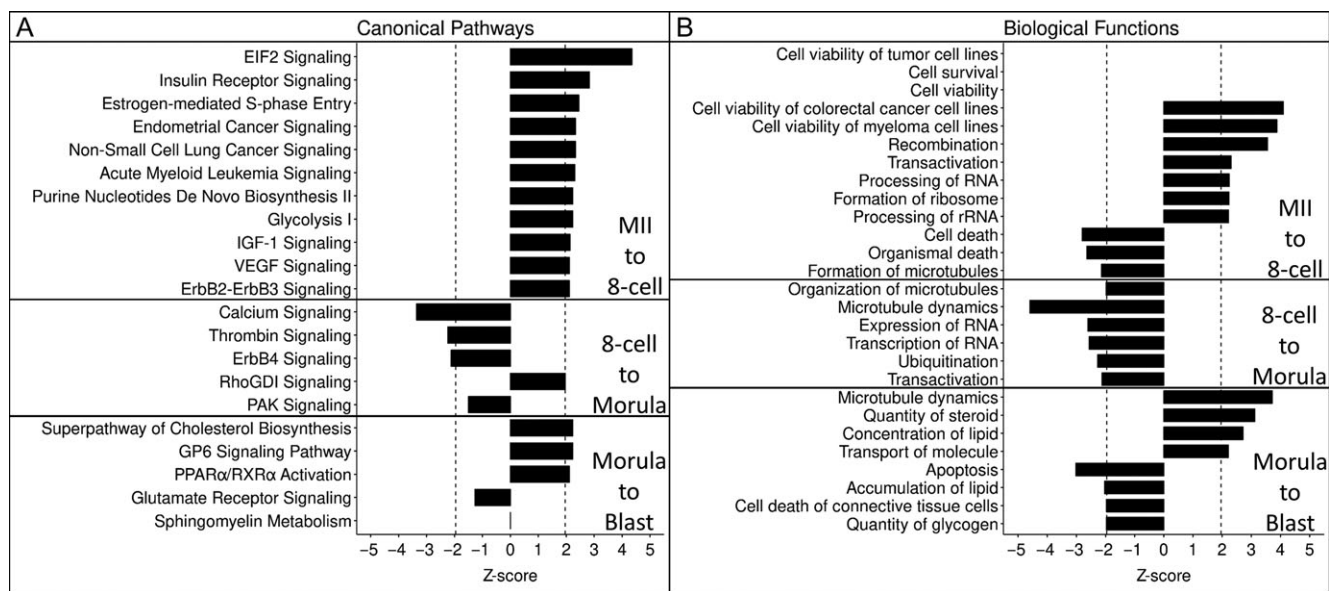 A
Canonical Pathways
EIF2 Signaling
Insulin Receptor Signaling
Estrogen-mediated S-phase Entry
Endometrial Cancer Signaling
Non-Small Cell Lung Cancer Signaling
Acute Myeloid Leukemia Signaling
Purine Nucleotides De Novo Biosynthesis II
Glycolysis I
IGF-1 Signaling
VEGF Signaling
ErbB2-ErbB3 Signaling
MII
to
8-cell
Calcium Signaling
Thrombin Signaling
ErbB4 Signaling
RhoGDI Signaling
PAK Signaling
8-cell
to
Morula
Superpathway of Cholesterol Biosynthesis
GP6 Signaling Pathway
PPARα/RXRα Activation
Glutamate Receptor Signaling
Sphingomyelin Metabolism
Morula
to
Blast
−5 −4 −3 −2 −1 0 1 2 3 4 5
Z-score
B
Biological Functions
Cell viability of tumor cell lines
Cell survival
Cell viability
Cell viability of colorectal cancer cell lines
Cell viability of myeloma cell lines
Recombination
Transactivation
Processing of RNA
Formation of ribosome
Processing of rRNA
Cell death
Organismal death
Formation of microtubules
MII
to
8-cell
Organization of microtubules
Microtubule dynamics
Expression of RNA
Transcription of RNA
Ubiquitination
Transactivation
8-cell
to
Morula
Microtubule dynamics
Quantity of steroid
Concentration of lipid
Transport of molecule
Apoptosis
Accumulation of lipid
Cell death of connective tissue cells
Quantity of glycogen
Morula
to
Blast
−5 −4 −3 −2 −1 0 1 2 3 4 5
Z-score